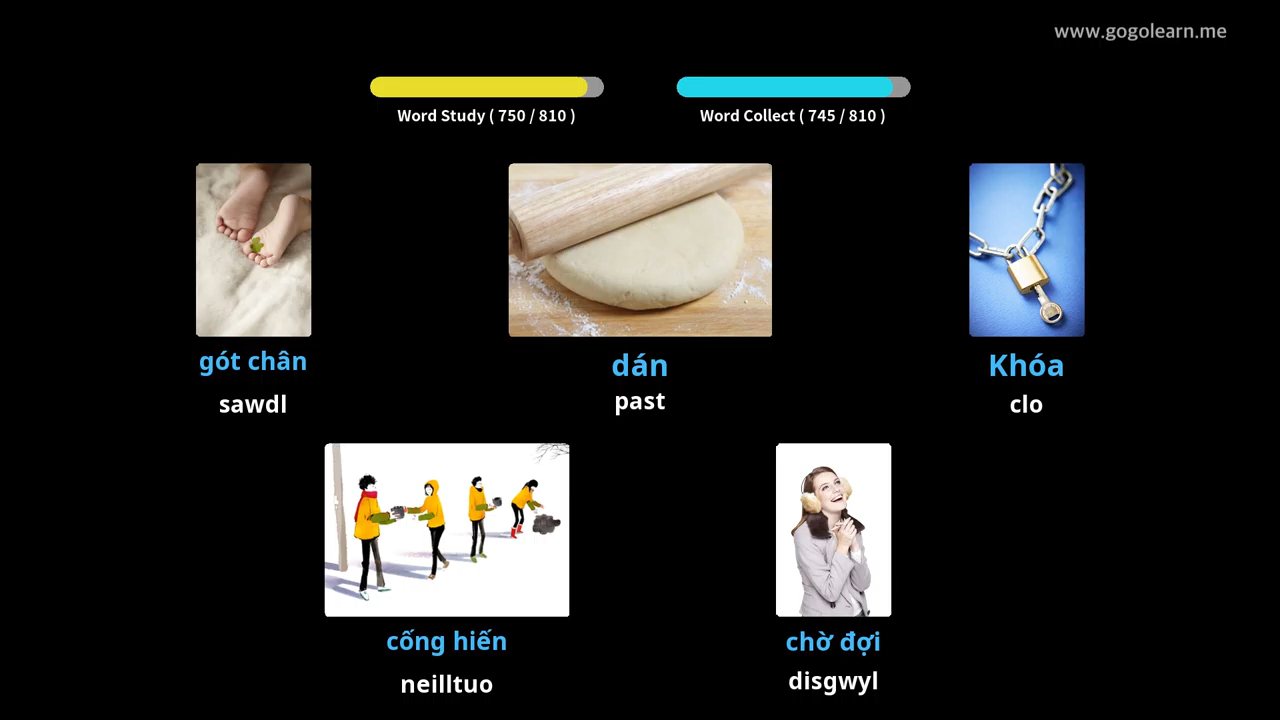 www.gogolearn.me
Word Study ( 750 / 810 )
Word Collect ( 745 / 810 )
gót chân
sawdl
dán
past
Khóa
clo
cống hiến
neilltuo
chờ đợi
disgwyl